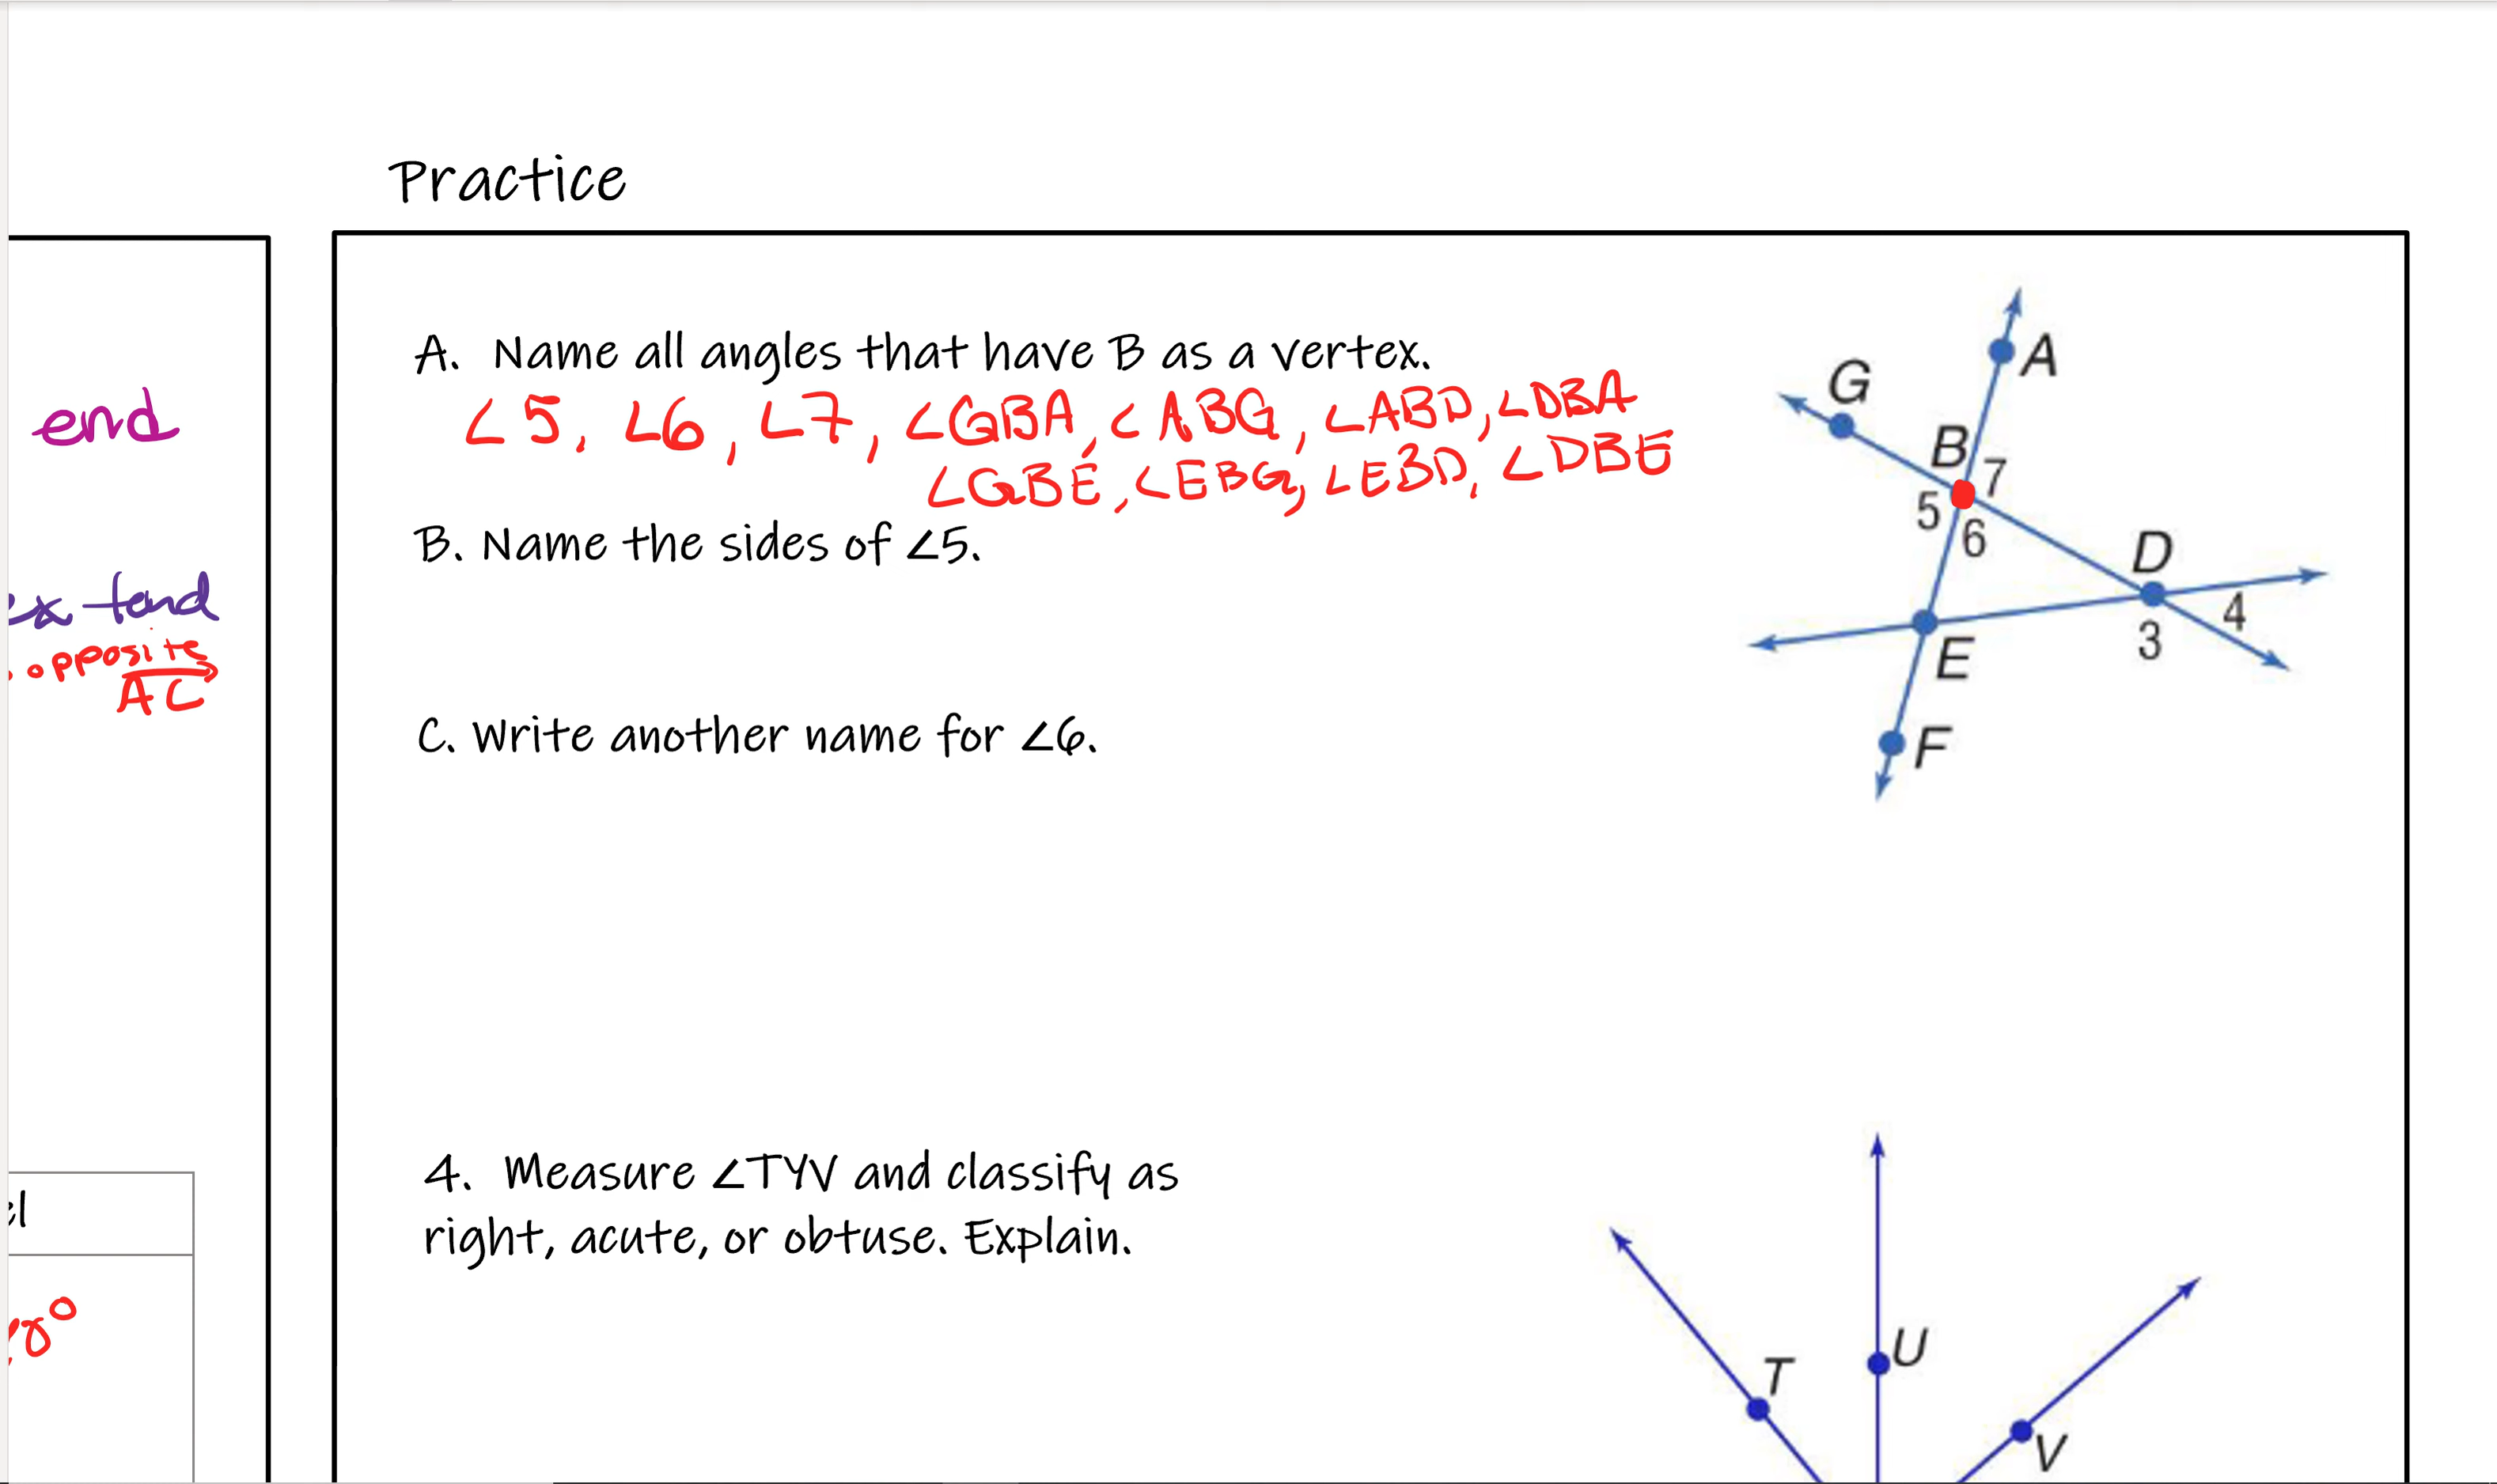 Practice
end
extend
opposite
AC
A. Name all angles that have B as a vertex.
∠5, ∠6, ∠7, ∠GBA, ∠ABG, ∠ABD, ∠DBA
∠GBE, ∠EBG, ∠EBD, ∠DBE
B. Name the sides of ∠5.
C. Write another name for ∠6.
A
G
B
7
5
6
D
4
3
E
F
4. Measure ∠TYV and classify as
right, acute, or obtuse. Explain.
U
T
V